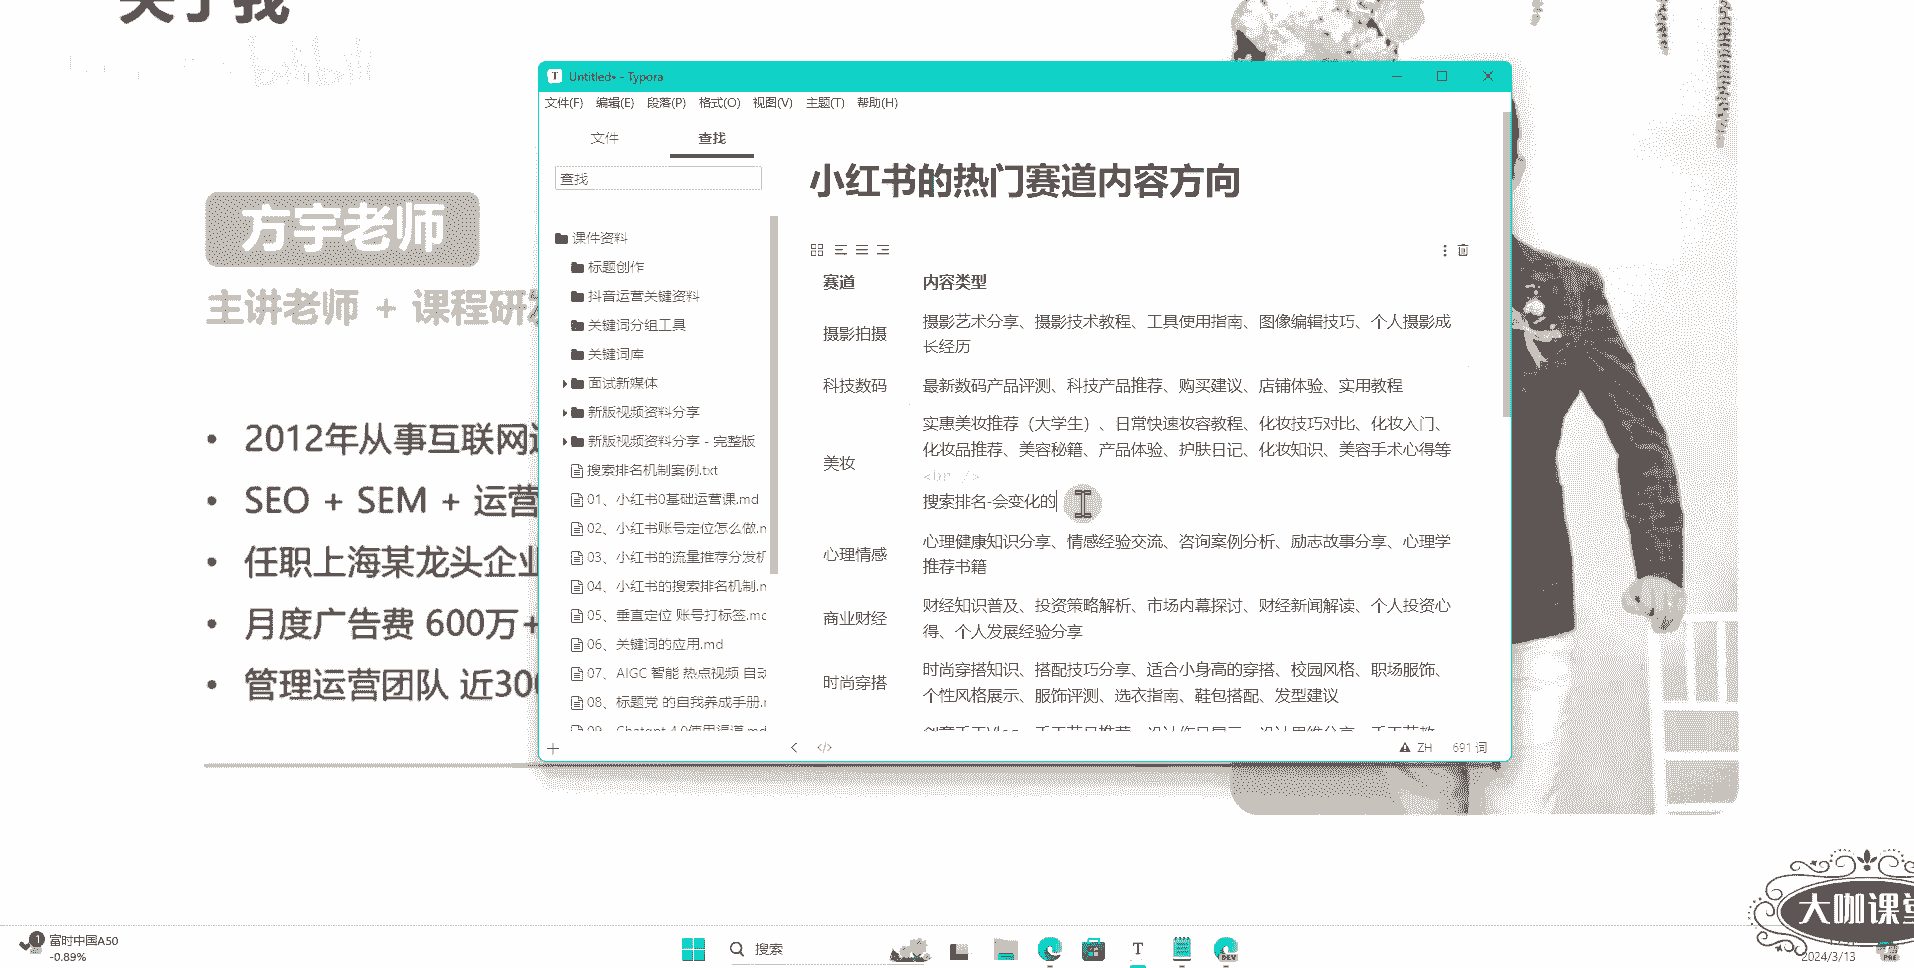 关于我
bilibili
方宇老师
主讲老师 + 课程研发
2012年从事互联网
SEO + SEM + 运营
任职上海某龙头企业
月度广告费 600万+
管理运营团队 近300
Untitled• - Typora
文件(F) 编辑(E) 段落(P) 格式(O) 视图(V) 主题(T) 帮助(H)
文件 查找
查找
课件资料
标题创作
抖音运营关键资料
关键词分组工具
关键词库
面试新媒体
新版视频资料分享
新版视频资料分享 - 完整版
搜索排名机制案例.txt
01、小红书0基础运营课.md
02、小红书账号定位怎么做.m
03、小红书的流量推荐分发机
04、小红书的搜索排名机制.m
05、垂直定位 账号打标签.md
06、关键词的应用.md
07、AIGC 智能 热点视频 自动
08、标题党 的自我养成手册.m
09、Chatgpt 4.0使用渠道.md
小红书的热门赛道内容方向
赛道 内容类型
摄影拍摄 摄影艺术分享、摄影技术教程、工具使用指南、图像编辑技巧、个人摄影成
长经历
科技数码 最新数码产品评测、科技产品推荐、购买建议、店铺体验、实用教程
美妆 实惠美妆推荐（大学生）、日常快速妆容教程、化妆技巧对比、化妆入门、
化妆品推荐、美容秘籍、产品体验、护肤日记、化妆知识、美容手术心得等
<br />
搜索排名-会变化的
心理情感 心理健康知识分享、情感经验交流、咨询案例分析、励志故事分享、心理学
推荐书籍
商业财经 财经知识普及、投资策略解析、市场内幕探讨、财经新闻解读、个人投资心
得、个人发展经验分享
时尚穿搭 时尚穿搭知识、搭配技巧分享、适合小身高的穿搭、校园风格、职场服饰、
个性风格展示、服饰评测、选衣指南、鞋包搭配、发型建议
ZH 691 词
大咖课堂
1 富时中国A50
-0.89%
搜索
T
DEV
2024/3/13
PRE